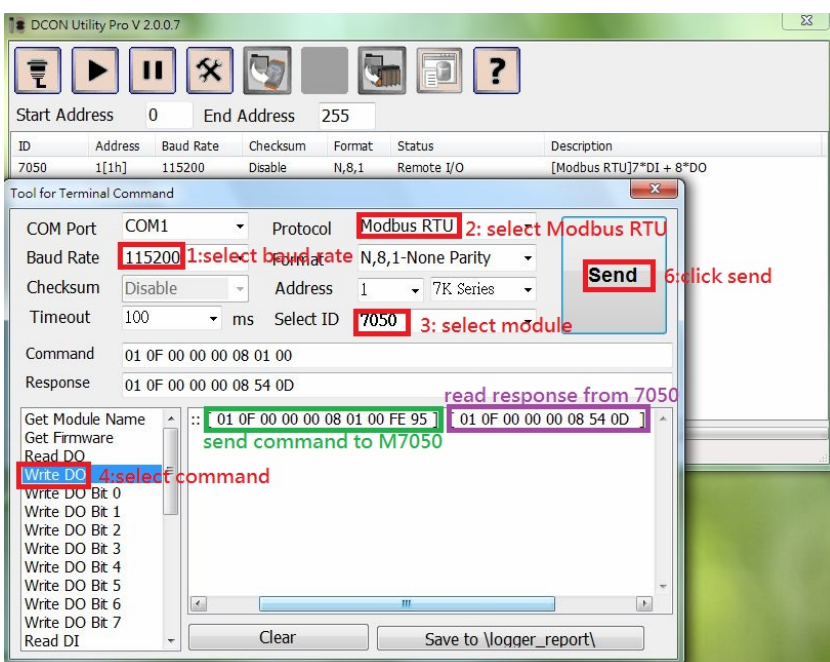 DCON Utility Pro V 2.0.0.7
Start Address 0 End Address 255
ID Address Baud Rate Checksum Format Status Description
7050 1[1h] 115200 Disable N,8,1 Remote I/O [Modbus RTU]7*DI + 8*DO
Tool for Terminal Command
COM Port COM1 Protocol Modbus RTU 2: select Modbus RTU
Baud Rate 115200 1:select baud rate Format N,8,1-None Parity
Send 6:click send
Checksum Disable Address 1 7K Series
Timeout 100 ms Select ID 7050 3: select module
Command 01 0F 00 00 00 08 01 00
Response 01 0F 00 00 00 08 54 0D
read response from 7050
Get Module Name :: [ 01 0F 00 00 00 08 01 00 FE 95 ] [ 01 0F 00 00 00 08 54 0D ]
Get Firmware send command to M7050
Read DO
Write DO 4:select command
Write DO Bit 0
Write DO Bit 1
Write DO Bit 2
Write DO Bit 3
Write DO Bit 4
Write DO Bit 5
Write DO Bit 6
Write DO Bit 7
Read DI
Clear Save to \logger_report\